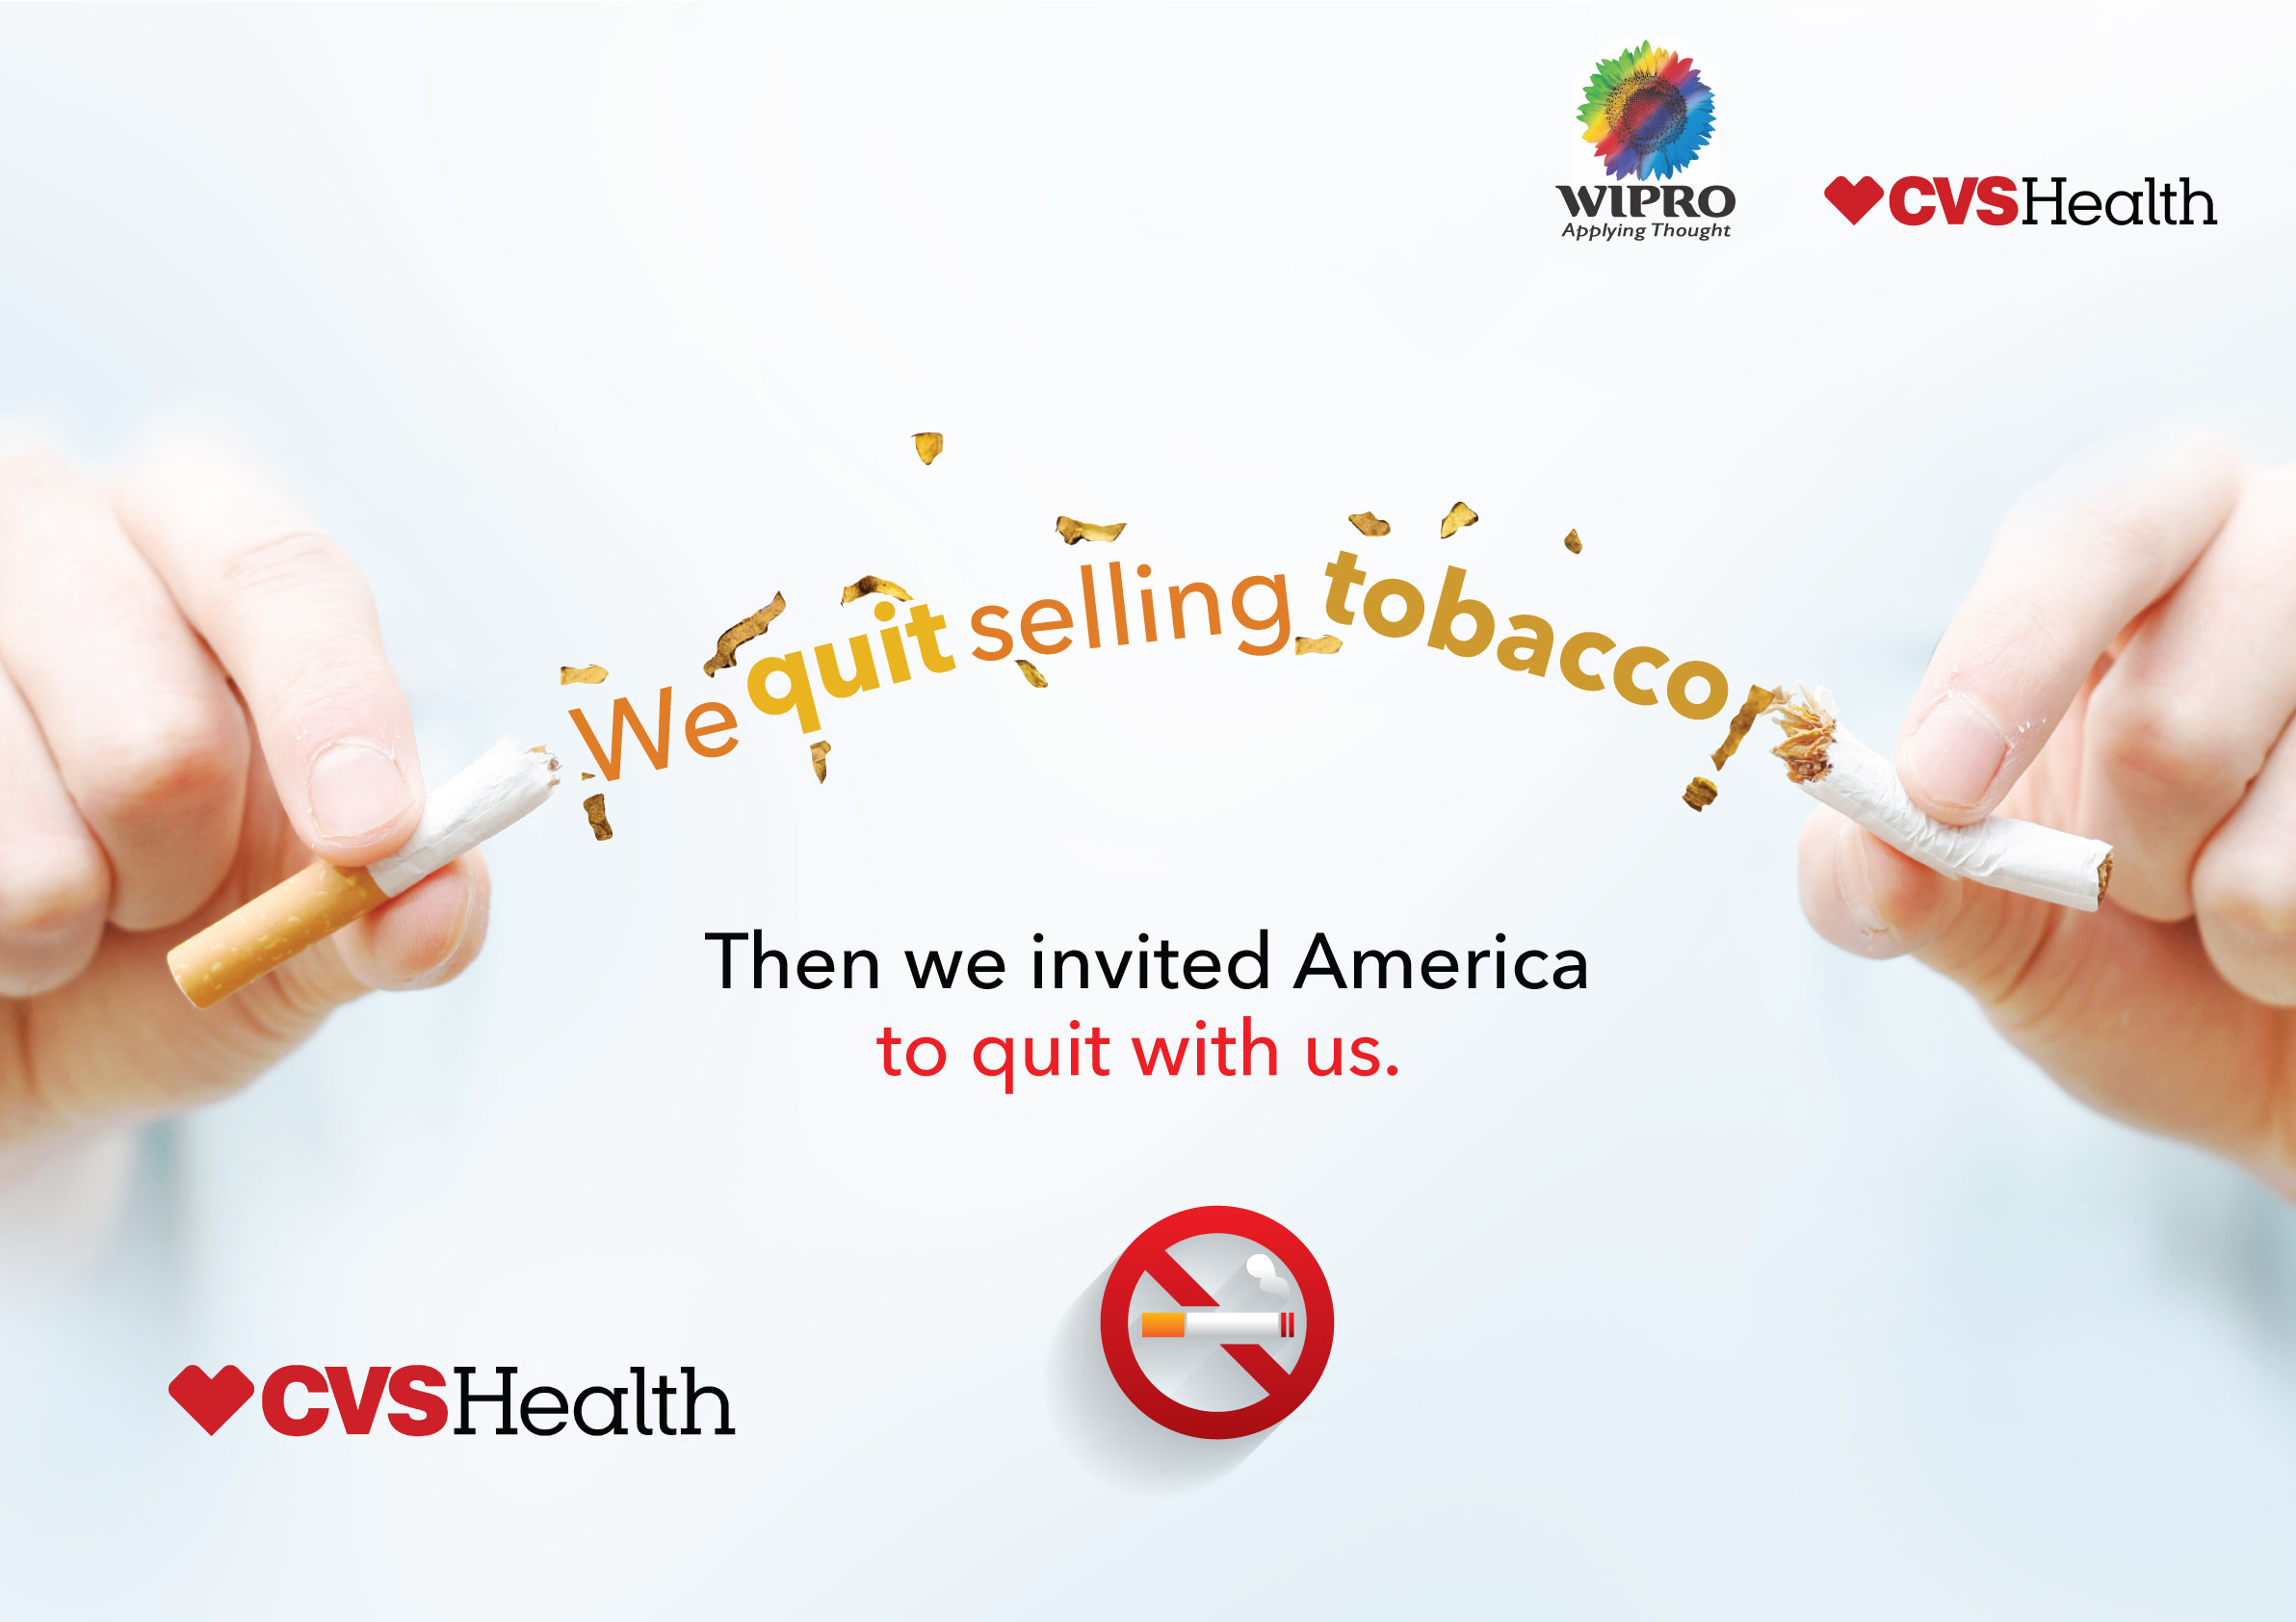 WIPRO
Applying Thought
CVSHealth
We quit selling tobacco
Then we invited America
to quit with us.
CVSHealth